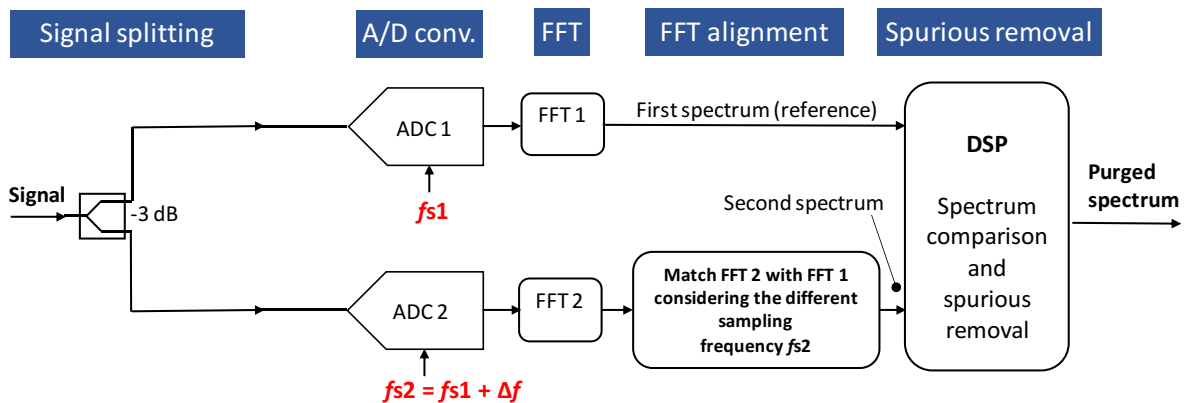 Signal splitting
A/D conv.
FFT
FFT alignment
Spurious removal
ADC 1
FFT 1
First spectrum (reference)
DSP
Signal
-3 dB
fs1
Second spectrum
Spectrum
comparison
and
spurious
removal
Purged
spectrum
ADC 2
FFT 2
Match FFT 2 with FFT 1
considering the different
sampling
frequency fs2
fs2 = fs1 + Δf